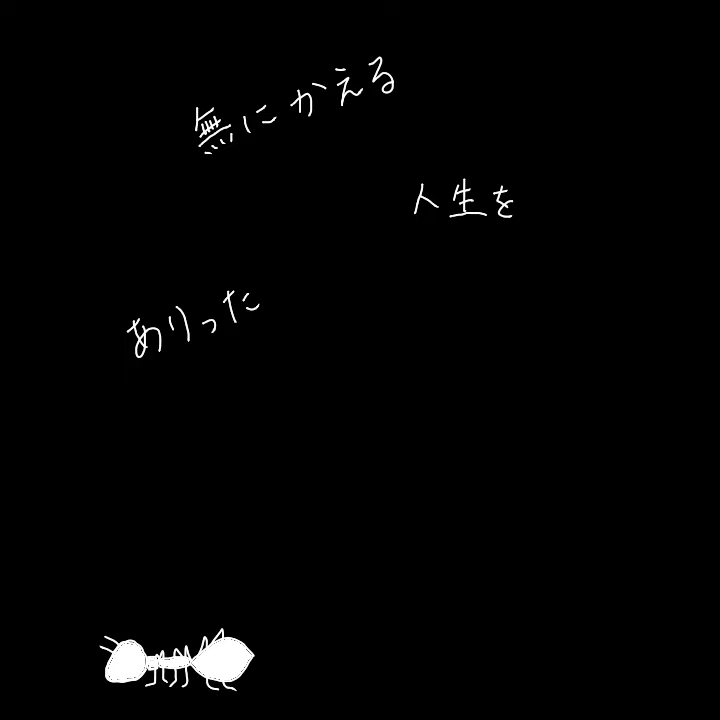 無にかえる
人生を
ありった